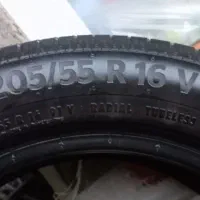 205/55 R 16 V
RADIAL TUBELESS